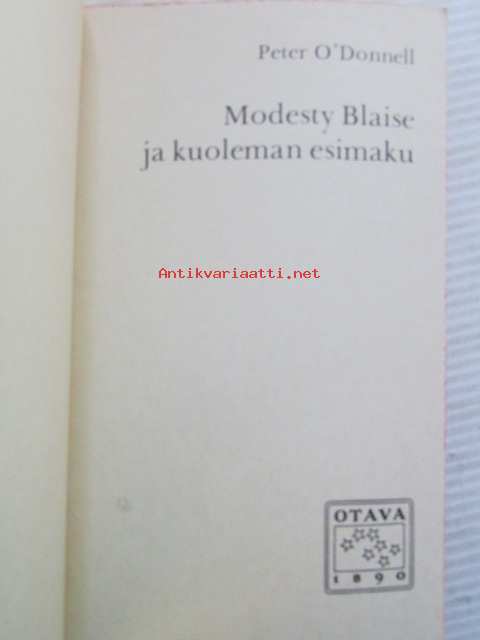 Peter O'Donnell
Modesty Blaise
ja kuoleman esimaku
Antikvariaatti.net
OTAVA
1890